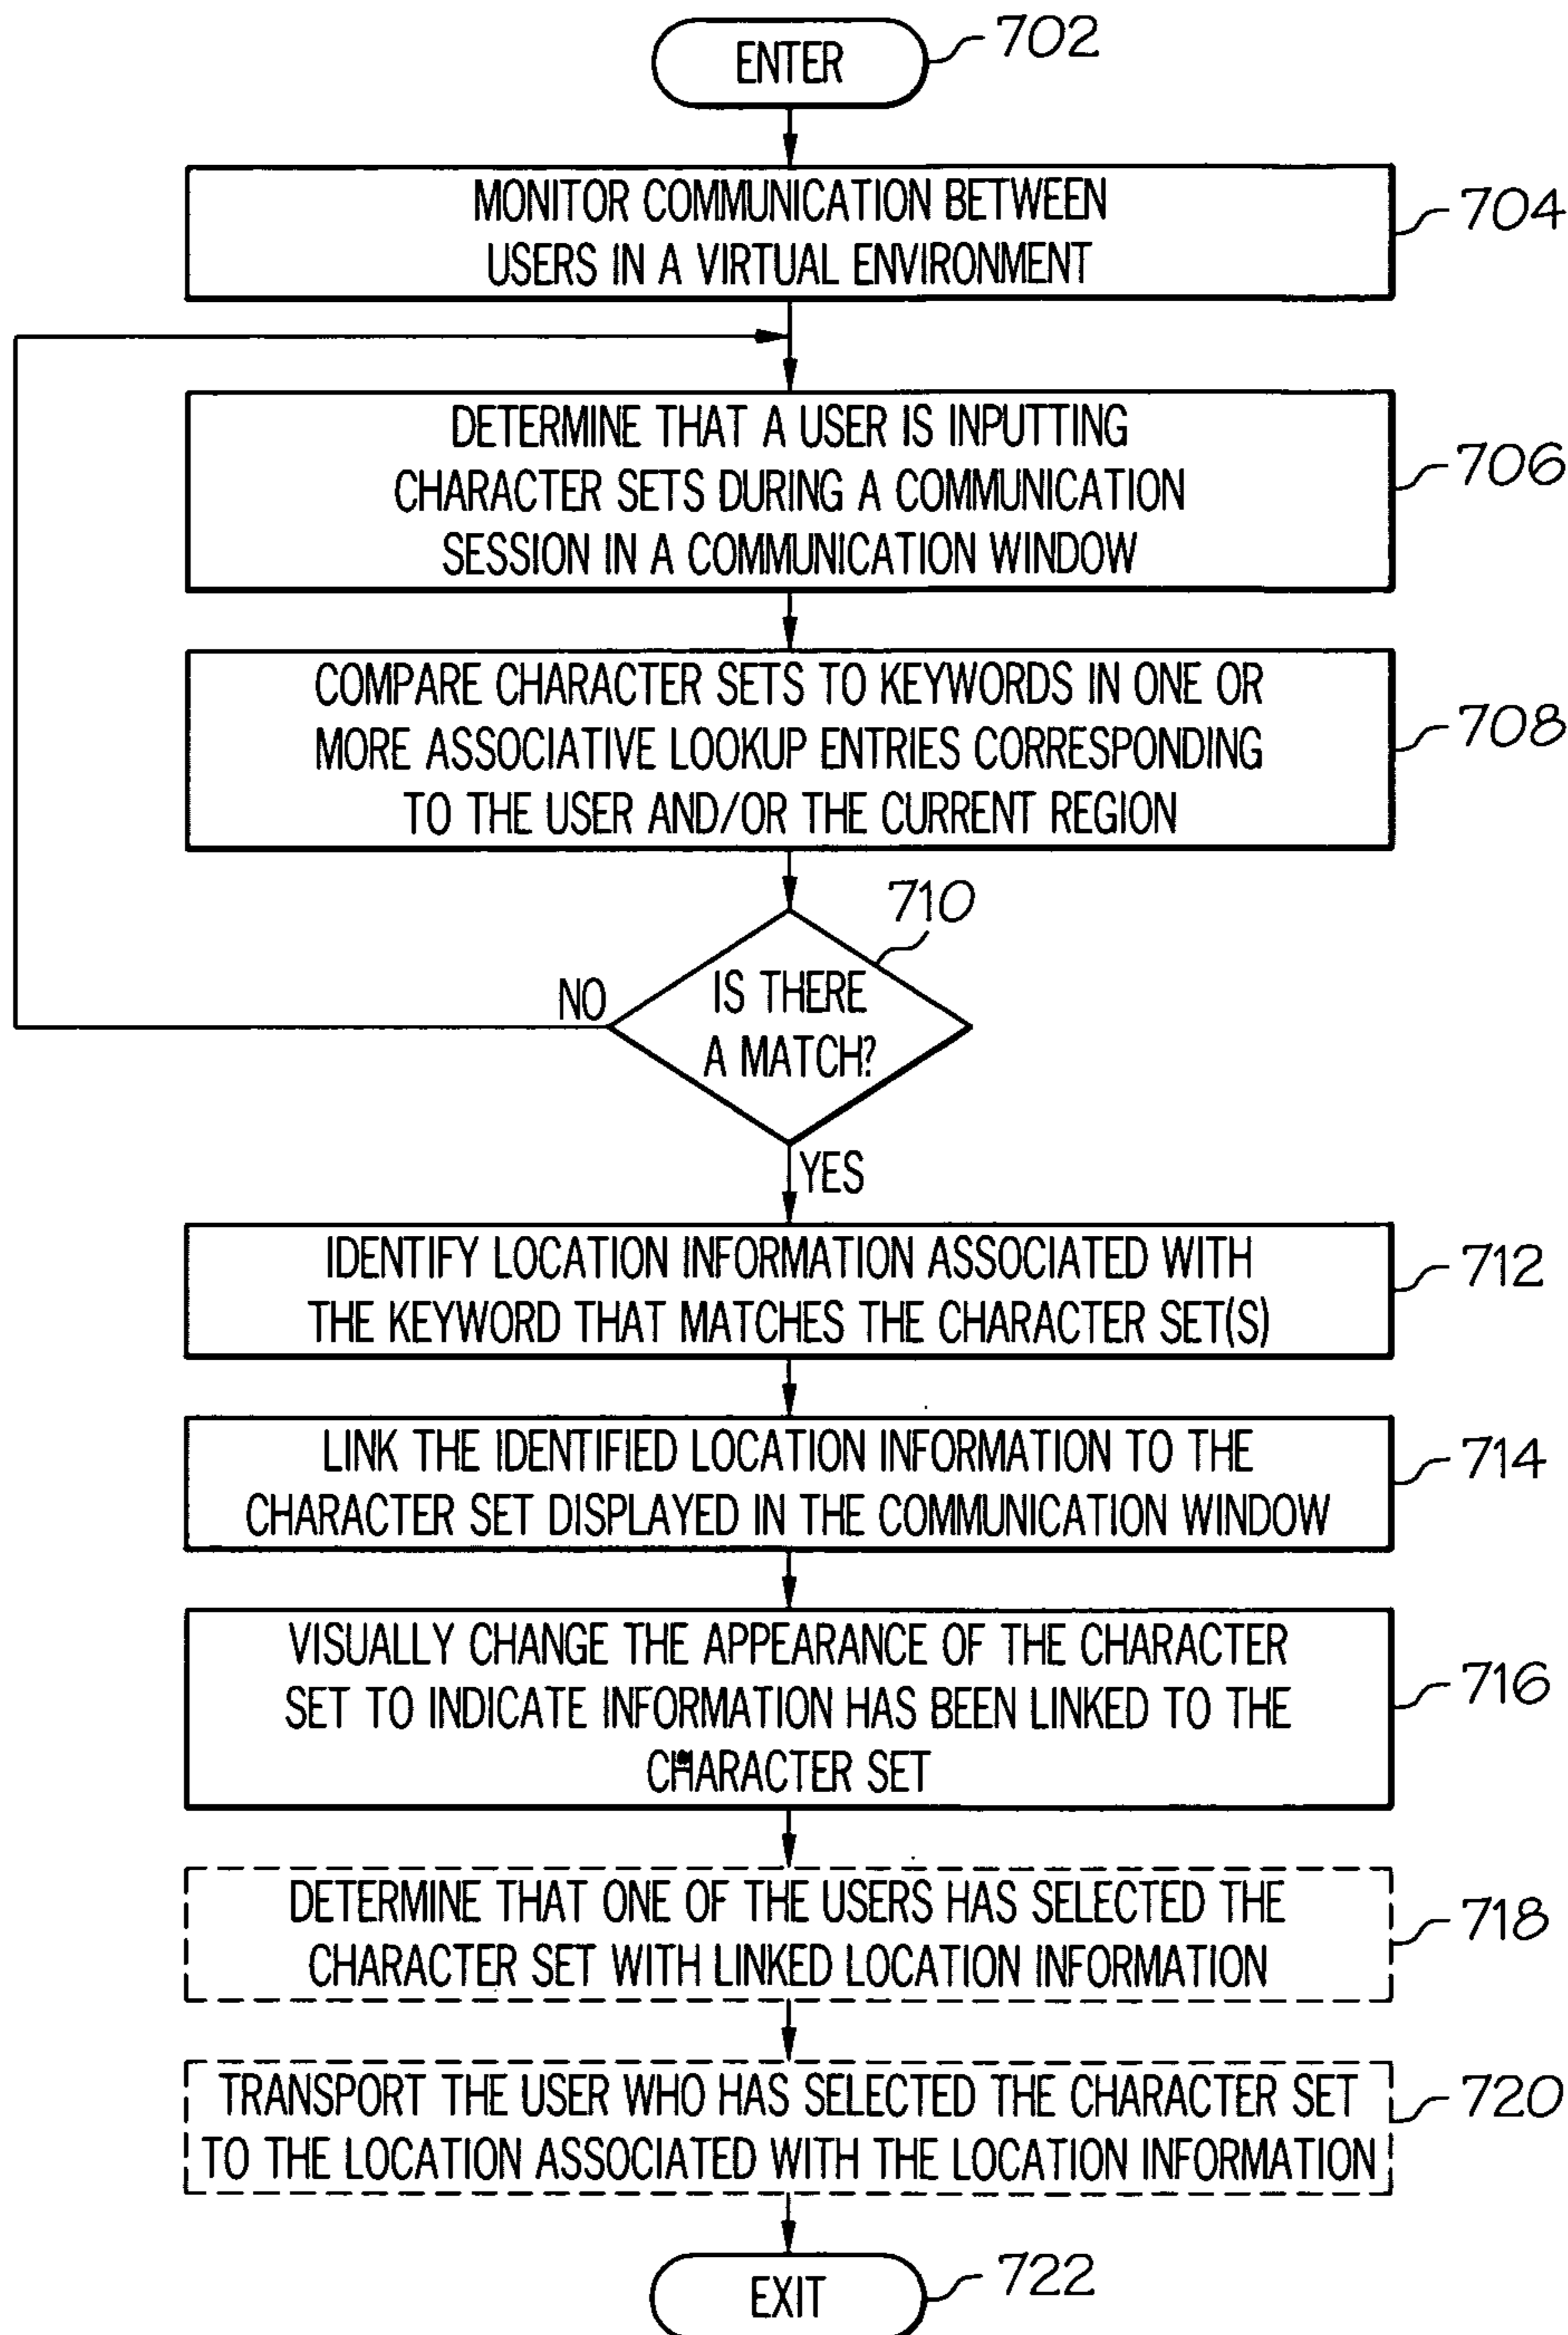 ENTER
702
MONITOR COMMUNICATION BETWEEN
USERS IN A VIRTUAL ENVIRONMENT
704
DETERMINE THAT A USER IS INPUTTING
CHARACTER SETS DURING A COMMUNICATION
SESSION IN A COMMUNICATION WINDOW
706
COMPARE CHARACTER SETS TO KEYWORDS IN ONE OR
MORE ASSOCIATIVE LOOKUP ENTRIES CORRESPONDING
TO THE USER AND/OR THE CURRENT REGION
708
710
IS THERE
A MATCH?
NO
YES
IDENTIFY LOCATION INFORMATION ASSOCIATED WITH
THE KEYWORD THAT MATCHES THE CHARACTER SET(S)
712
LINK THE IDENTIFIED LOCATION INFORMATION TO THE
CHARACTER SET DISPLAYED IN THE COMMUNICATION WINDOW
714
VISUALLY CHANGE THE APPEARANCE OF THE CHARACTER
SET TO INDICATE INFORMATION HAS BEEN LINKED TO THE
CHARACTER SET
716
DETERMINE THAT ONE OF THE USERS HAS SELECTED THE
CHARACTER SET WITH LINKED LOCATION INFORMATION
718
TRANSPORT THE USER WHO HAS SELECTED THE CHARACTER SET
TO THE LOCATION ASSOCIATED WITH THE LOCATION INFORMATION
720
EXIT
722